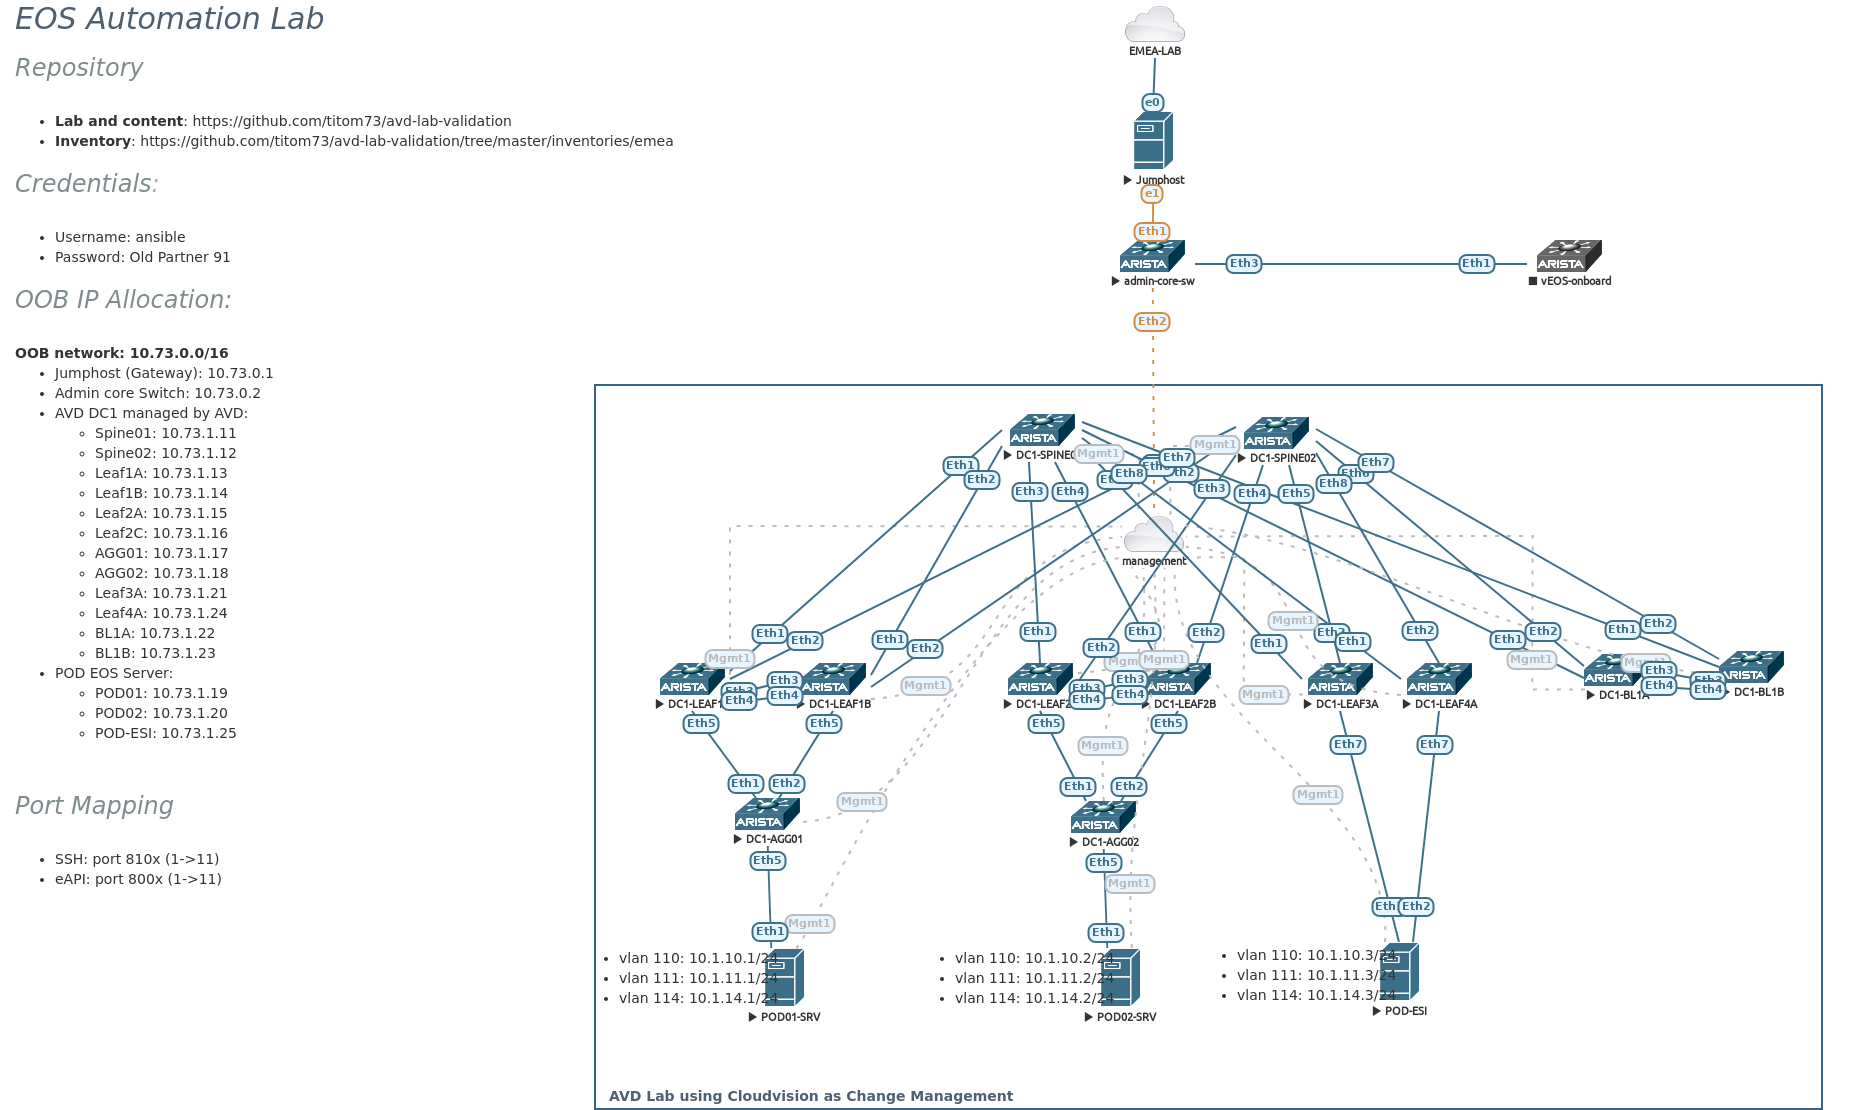 EOS Automation Lab
Repository
Lab and content: https://github.com/titom73/avd-lab-validation
Inventory: https://github.com/titom73/avd-lab-validation/tree/master/inventories/emea
Credentials:
Username: ansible
Password: Old Partner 91
OOB IP Allocation:
OOB network: 10.73.0.0/16
Jumphost (Gateway): 10.73.0.1
Admin core Switch: 10.73.0.2
AVD DC1 managed by AVD:
Spine01: 10.73.1.11
Spine02: 10.73.1.12
Leaf1A: 10.73.1.13
Leaf1B: 10.73.1.14
Leaf2A: 10.73.1.15
Leaf2C: 10.73.1.16
AGG01: 10.73.1.17
AGG02: 10.73.1.18
Leaf3A: 10.73.1.21
Leaf4A: 10.73.1.24
BL1A: 10.73.1.22
BL1B: 10.73.1.23
POD EOS Server:
POD01: 10.73.1.19
POD02: 10.73.1.20
POD-ESI: 10.73.1.25
Port Mapping
SSH: port 810x (1->11)
eAPI: port 800x (1->11)
EMEA-LAB
e0
Jumphost
e1
Eth1
ARISTA
admin-core-sw
Eth3
Eth1
ARISTA
vEOS-onboard
Eth2
ARISTA
Mgmt1
ARISTA
DC1-SPINE02
Mgmt1
Eth1
Eth2
Eth3
Eth4
Eth8
Eth7
Eth3
Eth4
Eth5
Eth8
Eth7
management
Eth1
Eth2
Eth1
Eth2
Eth1
Eth2
Eth1
Eth2
Eth1
Eth1
Eth2
Eth1
Eth2
Eth1
Eth2
Mgmt1
Mgmt1
Mgmt1
Mgmt1
Mgmt1
Mgmt1
ARISTA
Eth3
Eth4
Eth4
ARISTA
DC1-LEAF1B
ARISTA
Eth3
Eth4
Eth4
ARISTA
DC1-LEAF2B
ARISTA
DC1-LEAF3A
ARISTA
DC1-LEAF4A
ARISTA
DC1-BL1A
Eth3
Eth4
Eth4
ARISTA
DC1-BL1B
Eth5
Eth5
Eth5
Eth5
Eth7
Eth7
Mgmt1
Eth1
Eth2
Mgmt1
Eth1
Eth2
Mgmt1
ARISTA
DC1-AGG01
ARISTA
DC1-AGG02
Eth5
Eth5
Mgmt1
Eth1
Mgmt1
Eth1
Eth2
vlan 110: 10.1.10.1/24
vlan 111: 10.1.11.1/24
vlan 114: 10.1.14.1/24
POD01-SRV
vlan 110: 10.1.10.2/24
vlan 111: 10.1.11.2/24
vlan 114: 10.1.14.2/24
POD02-SRV
vlan 110: 10.1.10.3/24
vlan 111: 10.1.11.3/24
vlan 114: 10.1.14.3/24
POD-ESI
AVD Lab using Cloudvision as Change Management